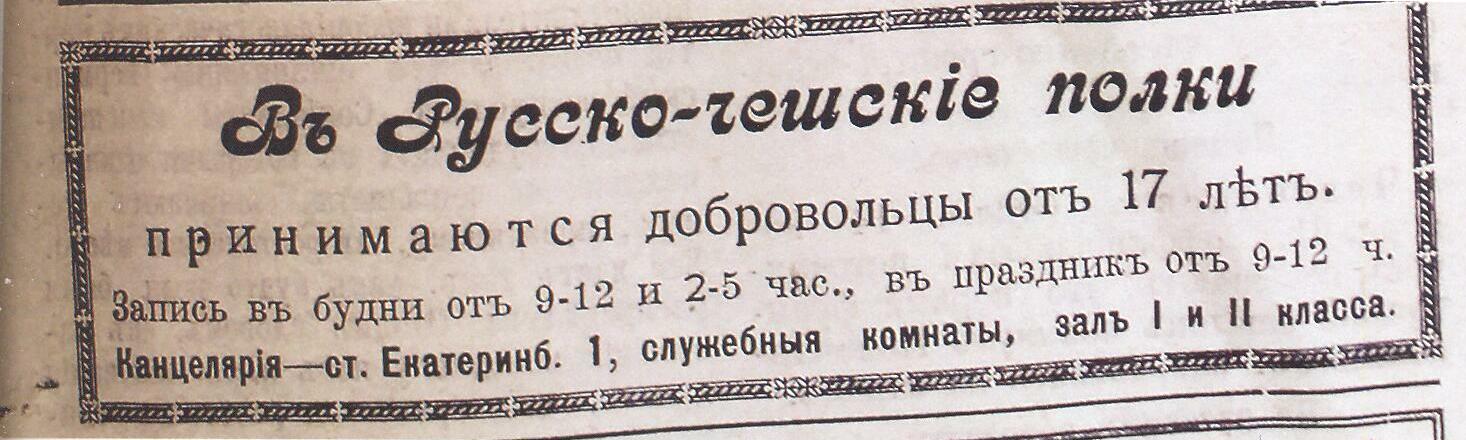 Въ Русско-чешскіе полки
принимаются добровольцы отъ 17 лѣтъ.
Запись въ будни отъ 9-12 и 2-5 час., въ праздникъ отъ 9-12 ч.
Канцелярія—ст. Екатеринб. 1, служебныя комнаты, залъ I и II класса.